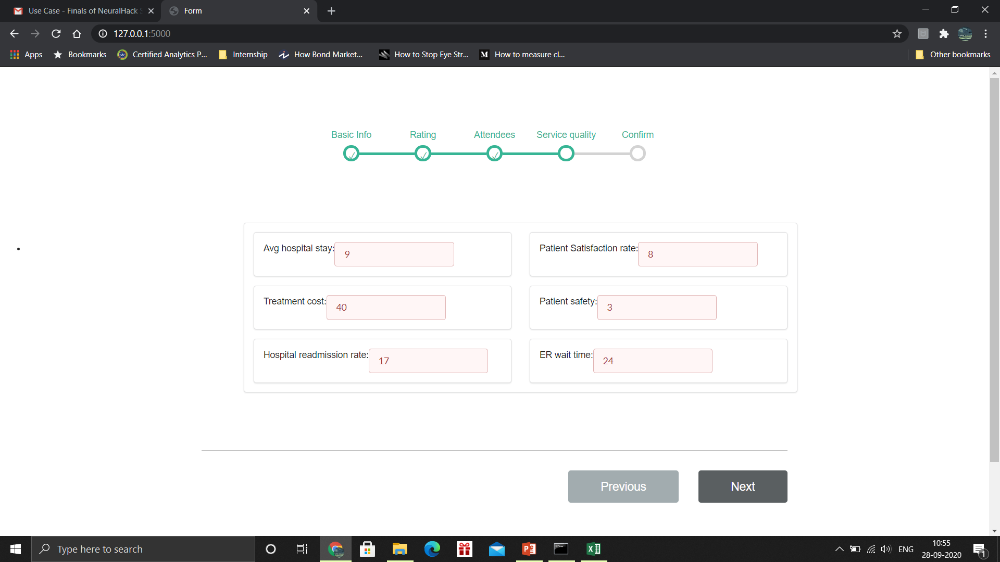 Use Case - Finals of NeuralHack S
Form
127.0.0.1:5000
Apps
Bookmarks
Certified Analytics P...
Internship
How Bond Market...
How to Stop Eye Str...
M How to measure cl...
Other bookmarks
Basic Info
Rating
Attendees
Service quality
Confirm
Avg hospital stay: 9
Patient Satisfaction rate: 8
Treatment cost: 40
Patient safety: 3
Hospital readmission rate: 17
ER wait time: 24
Previous
Next
Type here to search
ENG
10:55
28-09-2020
1